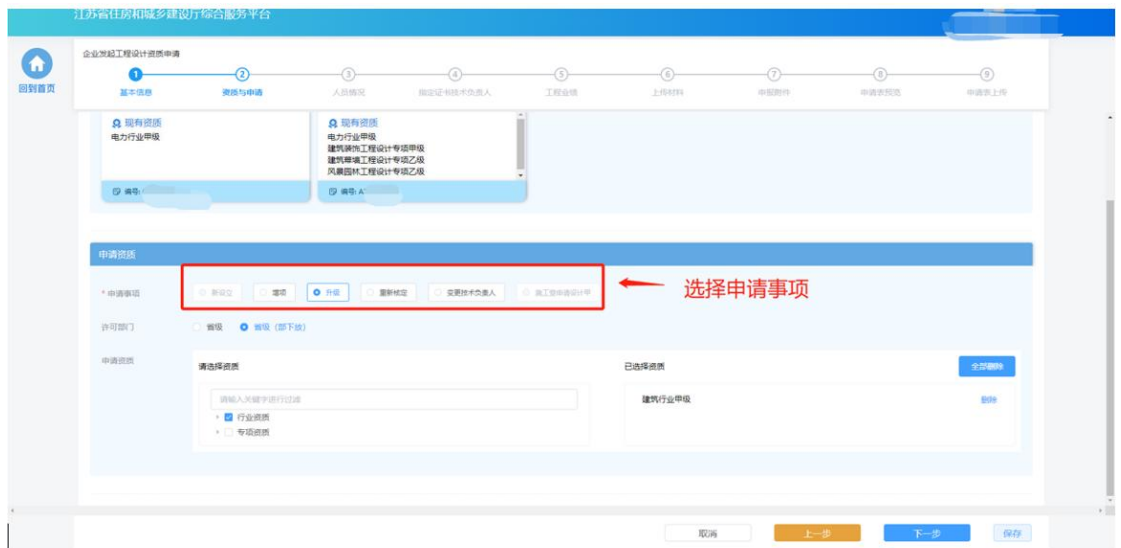 江苏省住房和城乡建设厅综合服务平台
回到首页
企业发起工程设计资质申请
1 2 3 4 5 6 7 8 9
基本信息 资质与申请 人员情况 指定证书技术负责人 工程业绩 上传材料 申报附件 申请表预览 申请表上传
现有资质
电力行业甲级
编号:
现有资质
电力行业甲级
建筑装饰工程设计专项甲级
建筑幕墙工程设计专项乙级
风景园林工程设计专项乙级
编号: A
申请资质
* 申请事项 新设立 增项 升级 重新核定 变更技术负责人 施工垫申请设计甲
选择申请事项
许可部门 省级 省级（部下放）
申请资质
请选择资质
请输入关键字进行过滤
行业资质
专项资质
已选择资质 全部删除
建筑行业甲级 删除
取消 上一步 下一步 保存